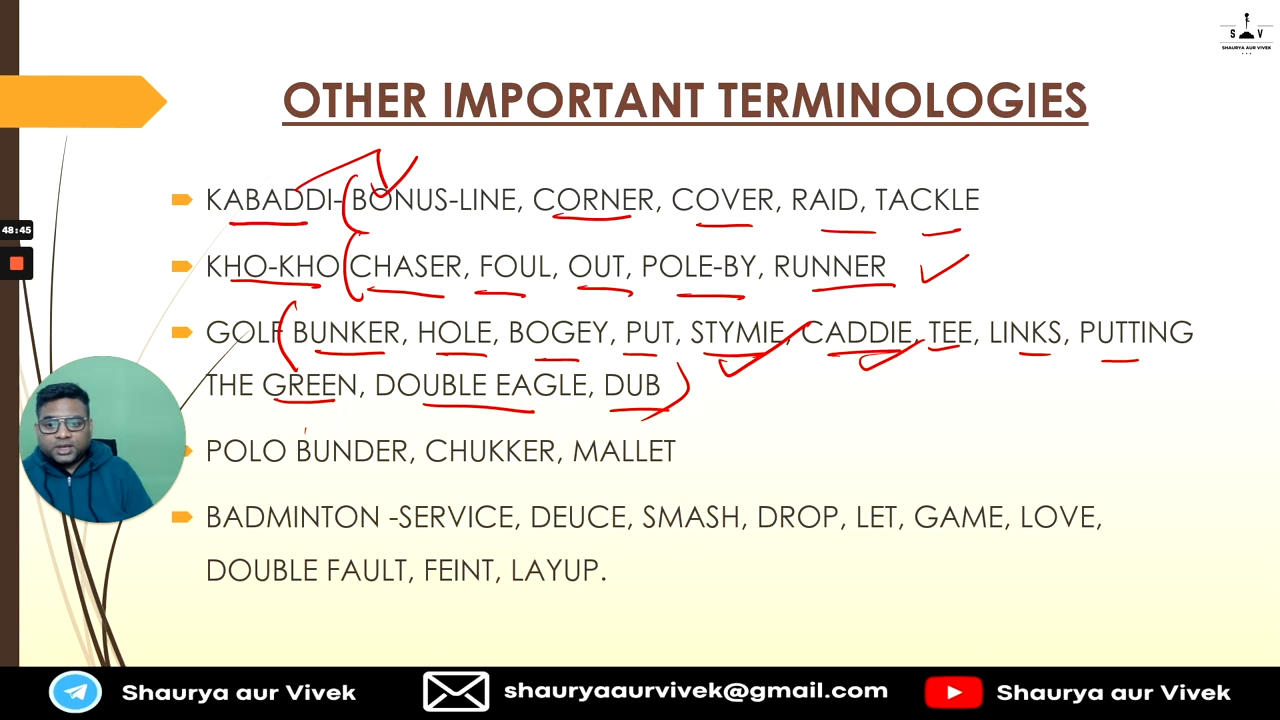 S V
SHAURYA AUR VIVEK
OTHER IMPORTANT TERMINOLOGIES
KABADDI- BONUS-LINE, CORNER, COVER, RAID, TACKLE
48:45
KHO-KHO CHASER, FOUL, OUT, POLE-BY, RUNNER
GOLF BUNKER, HOLE, BOGEY, PUT, STYMIE, CADDIE, TEE, LINKS, PUTTING
THE GREEN, DOUBLE EAGLE, DUB
POLO BUNDER, CHUKKER, MALLET
BADMINTON -SERVICE, DEUCE, SMASH, DROP, LET, GAME, LOVE,
DOUBLE FAULT, FEINT, LAYUP.
Shaurya aur Vivek shauryaaurvivek@gmail.com Shaurya aur Vivek